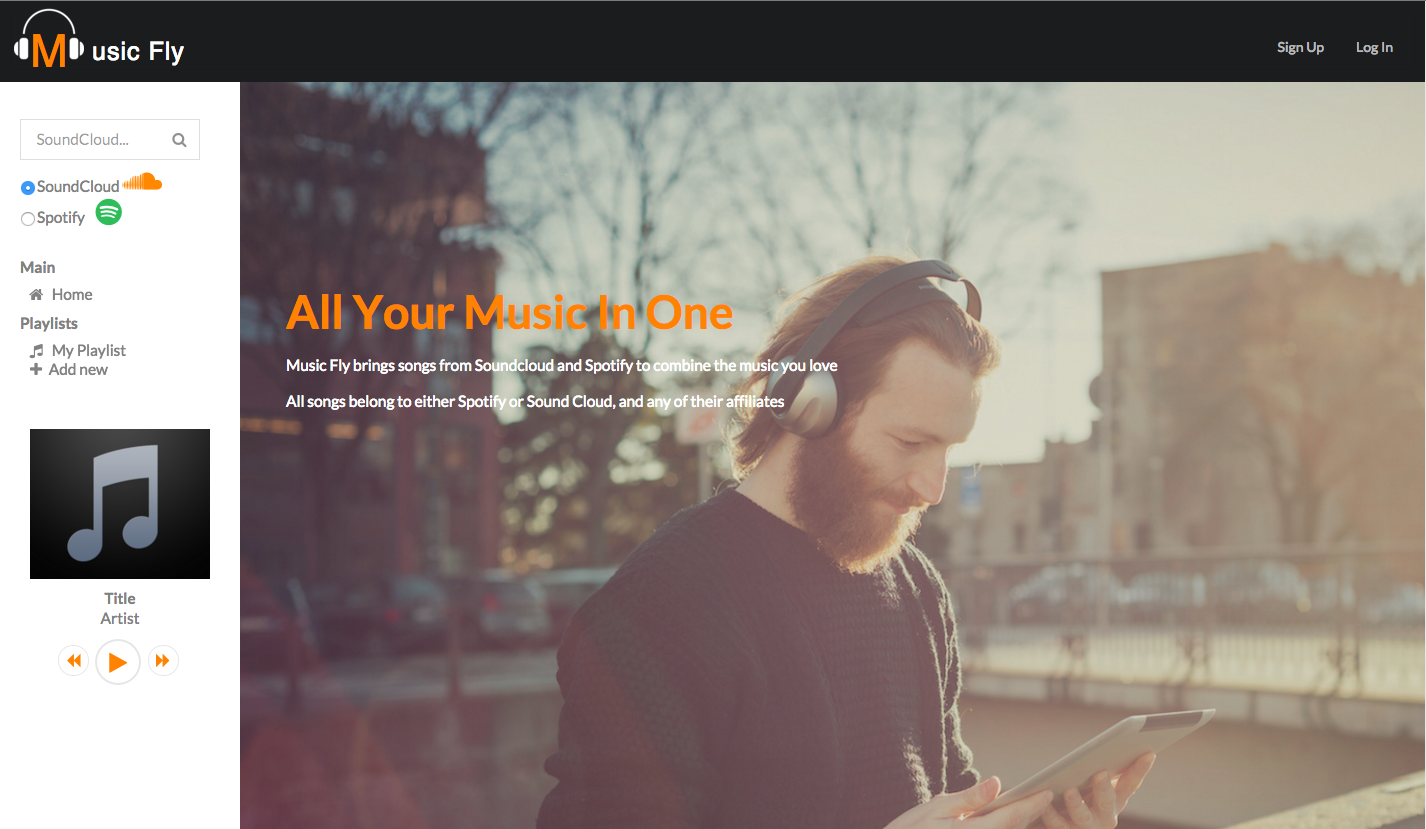 Music Fly
Sign Up
Log In
SoundCloud...
SoundCloud
Spotify
Main
Home
Playlists
My Playlist
Add new
Title
Artist
All Your Music In One
Music Fly brings songs from Soundcloud and Spotify to combine the music you love
All songs belong to either Spotify or Sound Cloud, and any of their affiliates